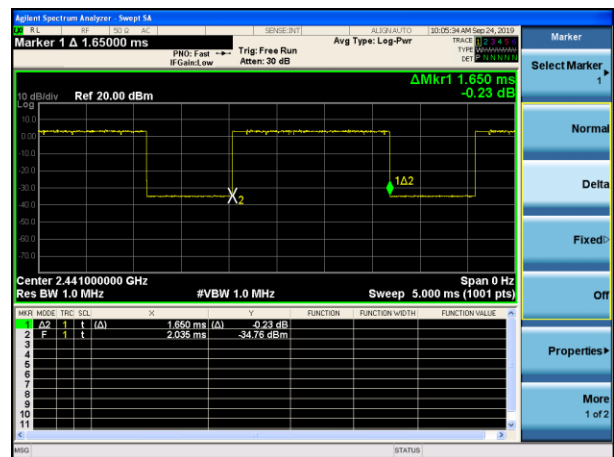 Agilent Spectrum Analyzer - Swept SA
RL RF 50 Ω AC SENSE:INT ALIGN AUTO 10:05:34 AM Sep 24, 2019
Marker 1 Δ 1.65000 ms
PNO: Fast Trig: Free Run Avg Type: Log-Pwr TRACE 1 2 3 4 5 6
TYPE
IFGain:Low Atten: 30 dB DET P N N N N N
ΔMkr1 1.650 ms
-0.23 dB
10 dB/div Ref 20.00 dBm
Log
10.0
0.00
-10.0
-20.0
-30.0
-40.0
-50.0
-60.0
-70.0
1Δ2
X2
Center 2.441000000 GHz Span 0 Hz
Res BW 1.0 MHz #VBW 1.0 MHz Sweep 5.000 ms (1001 pts)
MKR MODE TRC SCL X Y FUNCTION FUNCTION WIDTH FUNCTION VALUE
1 Δ2 1 t (Δ) 1.650 ms (Δ) -0.23 dB
2 F 1 t 2.035 ms -34.76 dBm
3
4
5
6
7
8
9
10
11
MSG STATUS
Marker
Select Marker
1
Normal
Delta
Fixed
Off
Properties
More
1 of 2